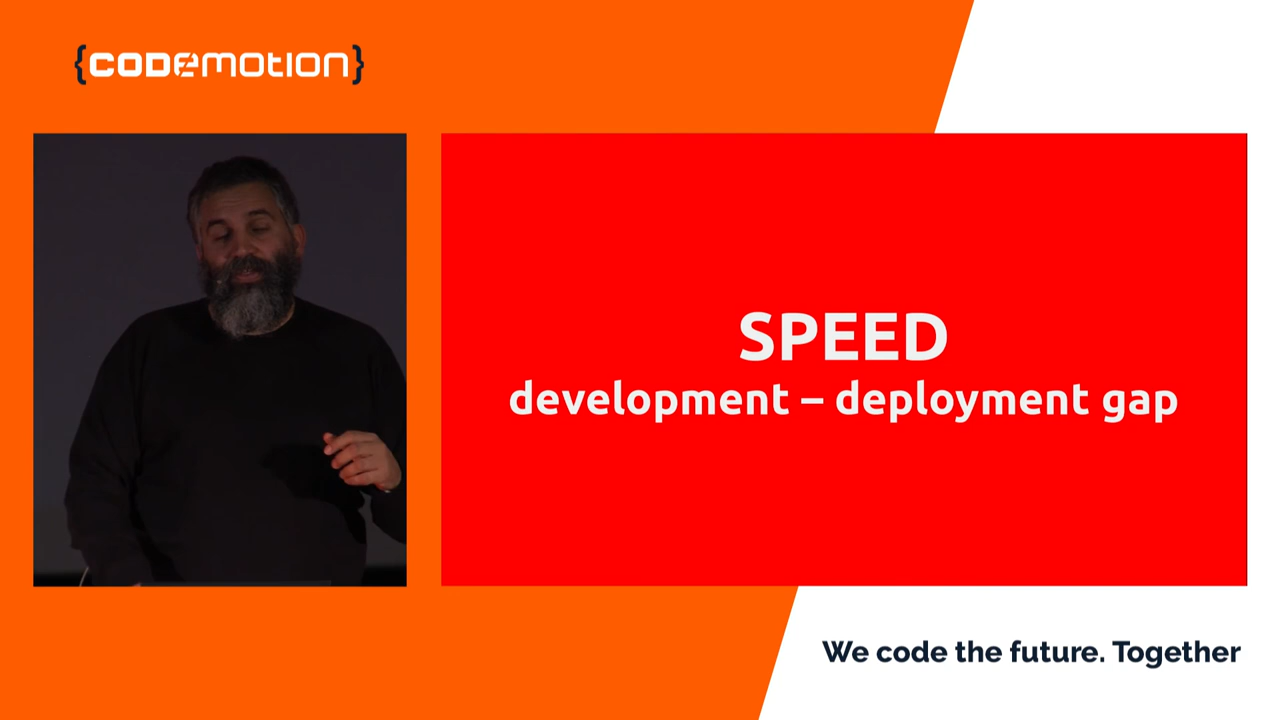 {CODEMOTION}
SPEED
development – deployment gap
We code the future. Together